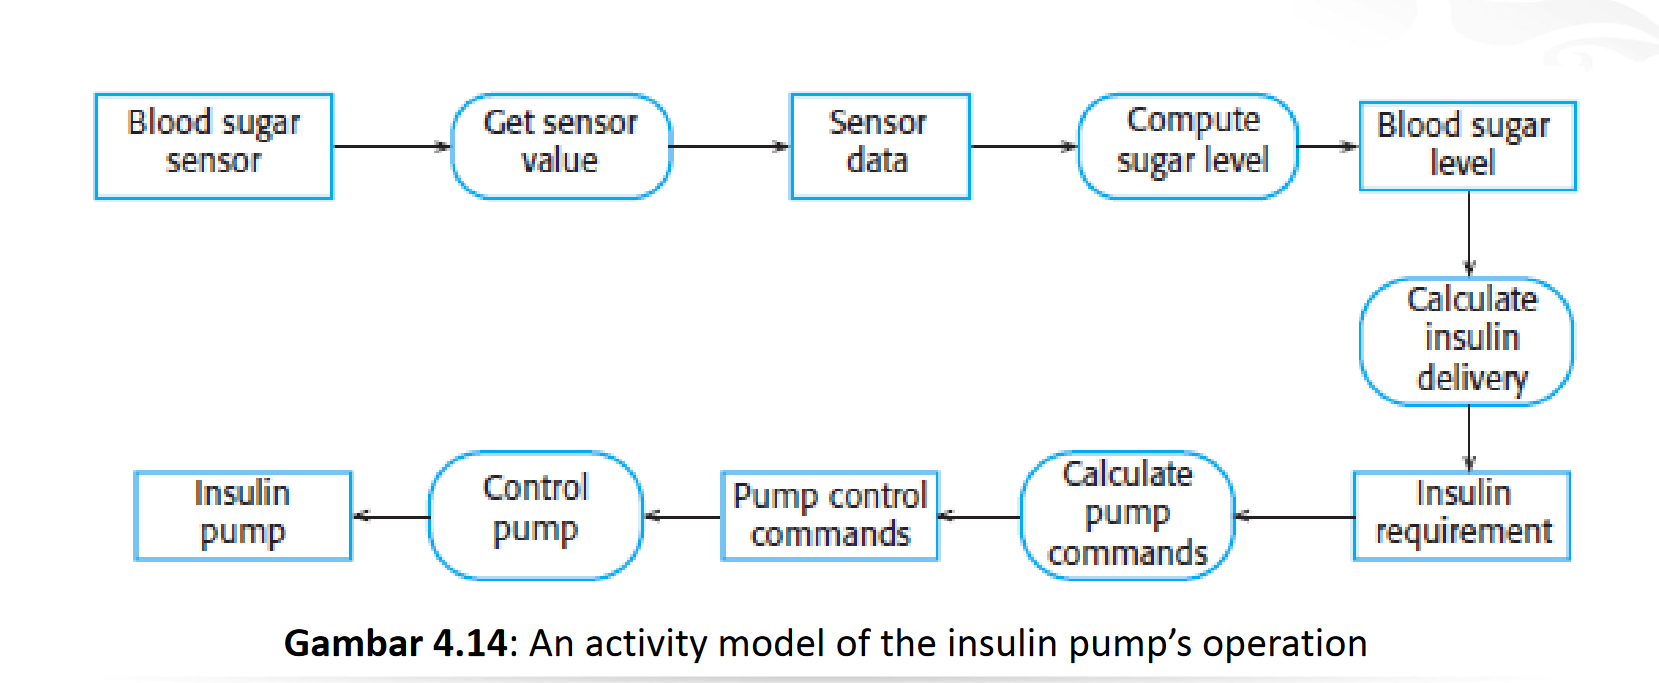 Blood sugar
sensor
Get sensor
value
Sensor
data
Compute
sugar level
Blood sugar
level
Calculate
insulin
delivery
Insulin
requirement
Calculate
pump
commands
Pump control
commands
Control
pump
Insulin
pump
Gambar 4.14: An activity model of the insulin pump’s operation